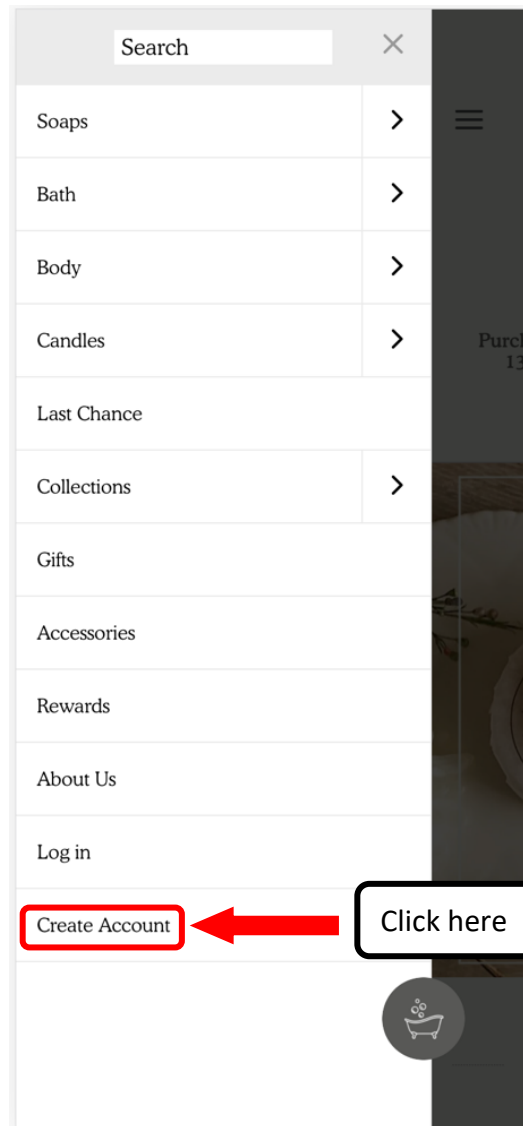 Search
Soaps
Bath
Body
Candles
Last Chance
Collections
Gifts
Accessories
Rewards
About Us
Log in
Create Account
Click here